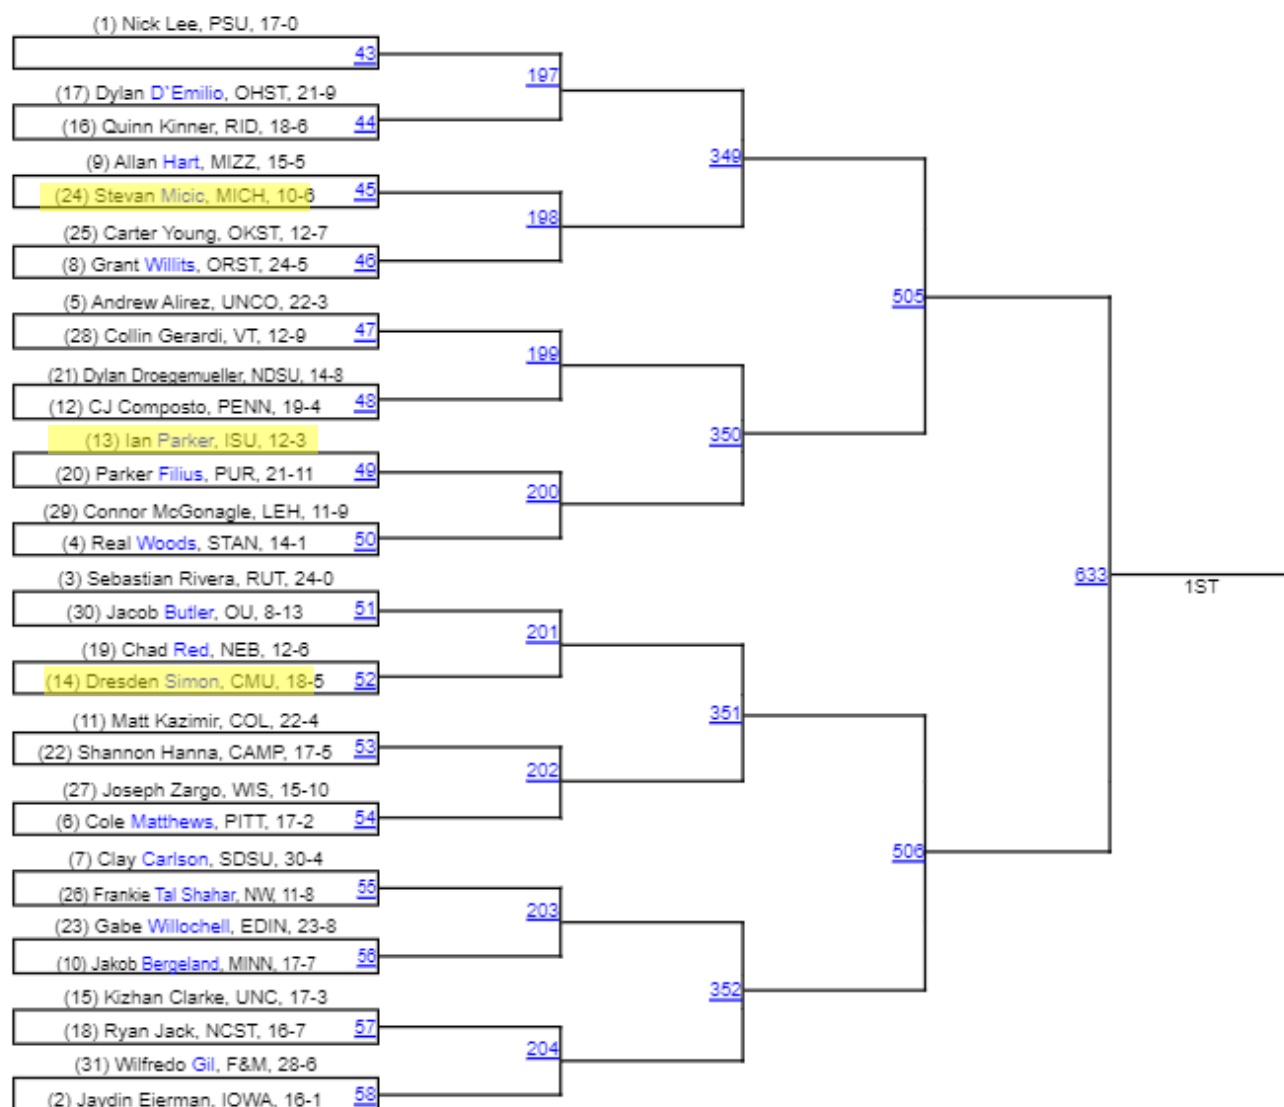 (1) Nick Lee, PSU, 17-0
43
197
(17) Dylan D`Emilio, OHST, 21-9
(16) Quinn Kinner, RID, 18-6
44
349
(9) Allan Hart, MIZZ, 15-5
(24) Stevan Micic, MICH, 10-6
45
198
(25) Carter Young, OKST, 12-7
(8) Grant Willits, ORST, 24-5
46
505
(5) Andrew Alirez, UNCO, 22-3
(28) Collin Gerardi, VT, 12-9
47
199
(21) Dylan Droegemueller, NDSU, 14-8
(12) CJ Composto, PENN, 19-4
48
350
(13) Ian Parker, ISU, 12-3
(20) Parker Filius, PUR, 21-11
49
200
(29) Connor McGonagle, LEH, 11-9
(4) Real Woods, STAN, 14-1
50
633
1ST
(3) Sebastian Rivera, RUT, 24-0
(30) Jacob Butler, OU, 8-13
51
201
(19) Chad Red, NEB, 12-6
(14) Dresden Simon, CMU, 18-5
52
351
(11) Matt Kazimir, COL, 22-4
(22) Shannon Hanna, CAMP, 17-5
53
202
(27) Joseph Zargo, WIS, 15-10
(6) Cole Matthews, PITT, 17-2
54
506
(7) Clay Carlson, SDSU, 30-4
(26) Frankie Tal Shahar, NW, 11-8
55
203
(23) Gabe Willochell, EDIN, 23-8
(10) Jakob Bergeland, MINN, 17-7
56
352
(15) Kizhan Clarke, UNC, 17-3
(18) Ryan Jack, NCST, 16-7
57
204
(31) Wilfredo Gil, F&M, 28-6
(2) Jaydin Eierman, IOWA, 16-1
58